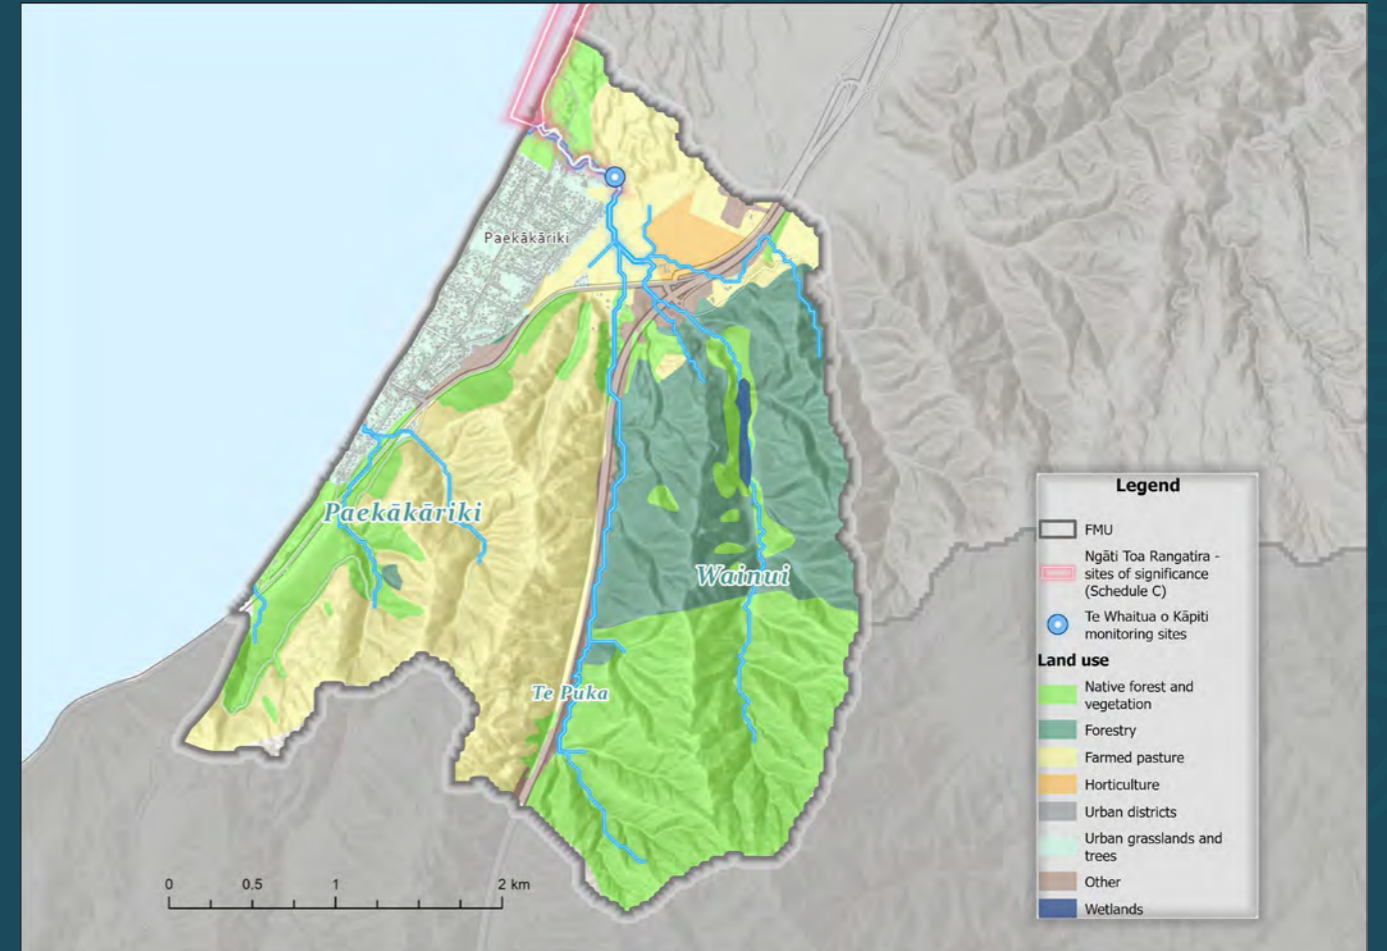 Paekākāriki
Paekākāriki
Wainui
Te Puka
0 0.5 1 2 km
Legend
FMU
Ngāti Toa Rangatira -
sites of significance
(Schedule C)
Te Whaitua o Kāpiti
monitoring sites
Land use
Native forest and
vegetation
Forestry
Farmed pasture
Horticulture
Urban districts
Urban grasslands and
trees
Other
Wetlands